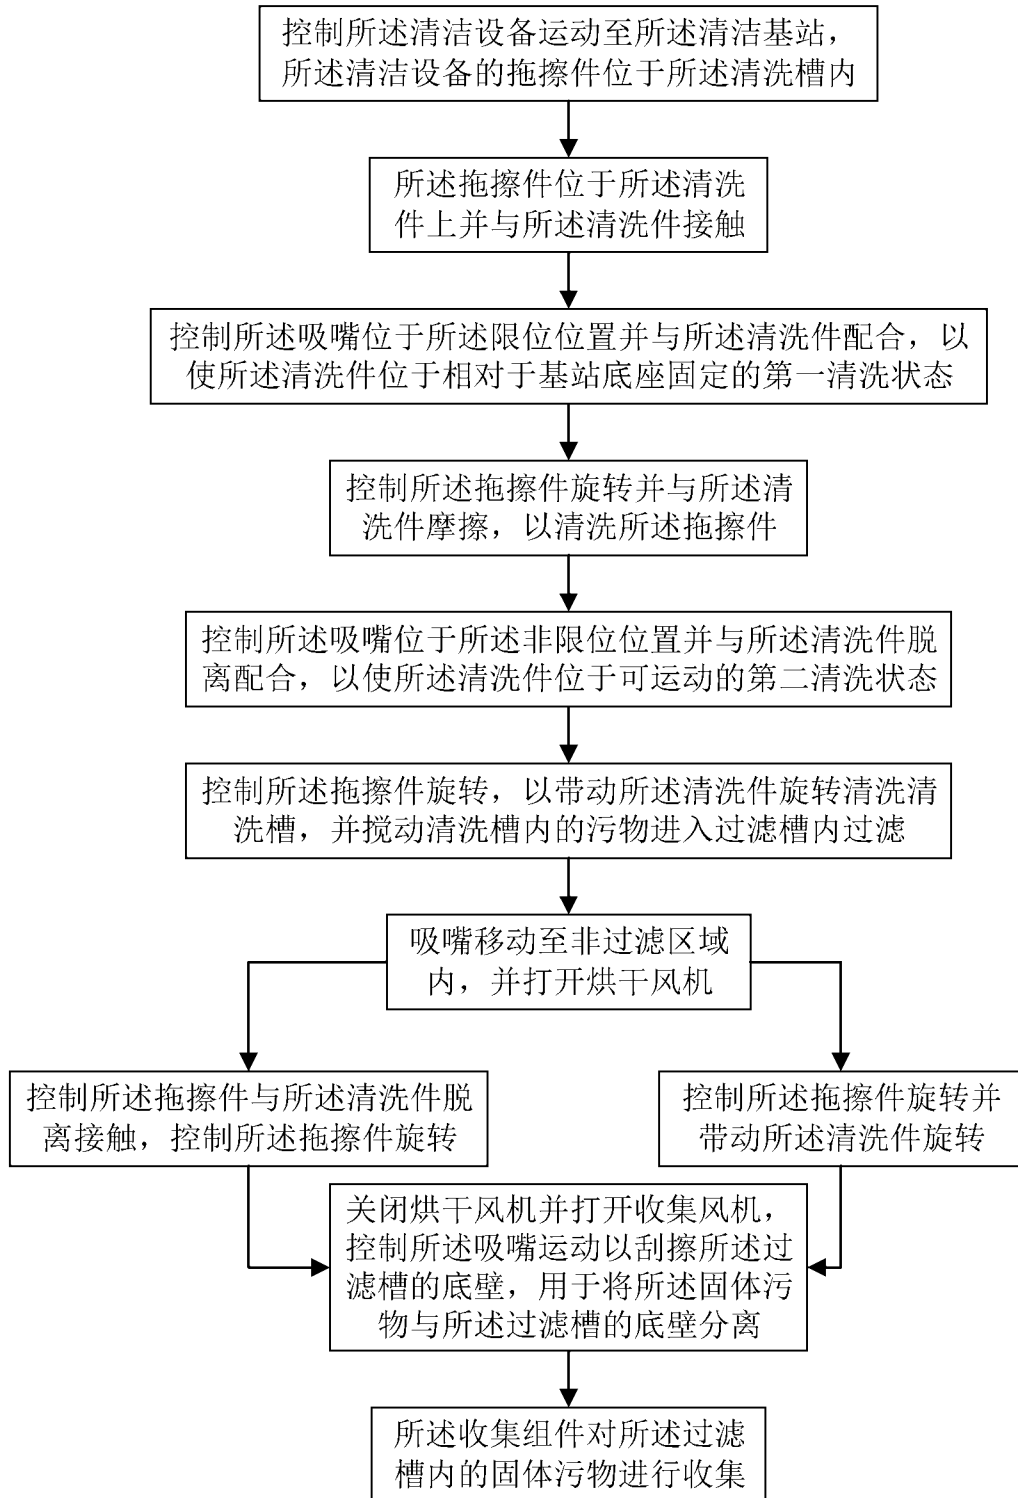 控制所述清洁设备运动至所述清洁基站，
所述清洁设备的拖擦件位于所述清洗槽内
所述拖擦件位于所述清洗
件上并与所述清洗件接触
控制所述吸嘴位于所述限位位置并与所述清洗件配合，以
使所述清洗件位于相对于基站底座固定的第一清洗状态
控制所述拖擦件旋转并与所述清
洗件摩擦，以清洗所述拖擦件
控制所述吸嘴位于所述非限位位置并与所述清洗件脱
离配合，以使所述清洗件位于可运动的第二清洗状态
控制所述拖擦件旋转，以带动所述清洗件旋转清洗清
洗槽，并搅动清洗槽内的污物进入过滤槽内过滤
吸嘴移动至非过滤区域
内，并打开烘干风机
控制所述拖擦件与所述清洗件脱
离接触，控制所述拖擦件旋转
控制所述拖擦件旋转并
带动所述清洗件旋转
关闭烘干风机并打开收集风机，
控制所述吸嘴运动以刮擦所述过
滤槽的底壁，用于将所述固体污
物与所述过滤槽的底壁分离
所述收集组件对所述过滤
槽内的固体污物进行收集